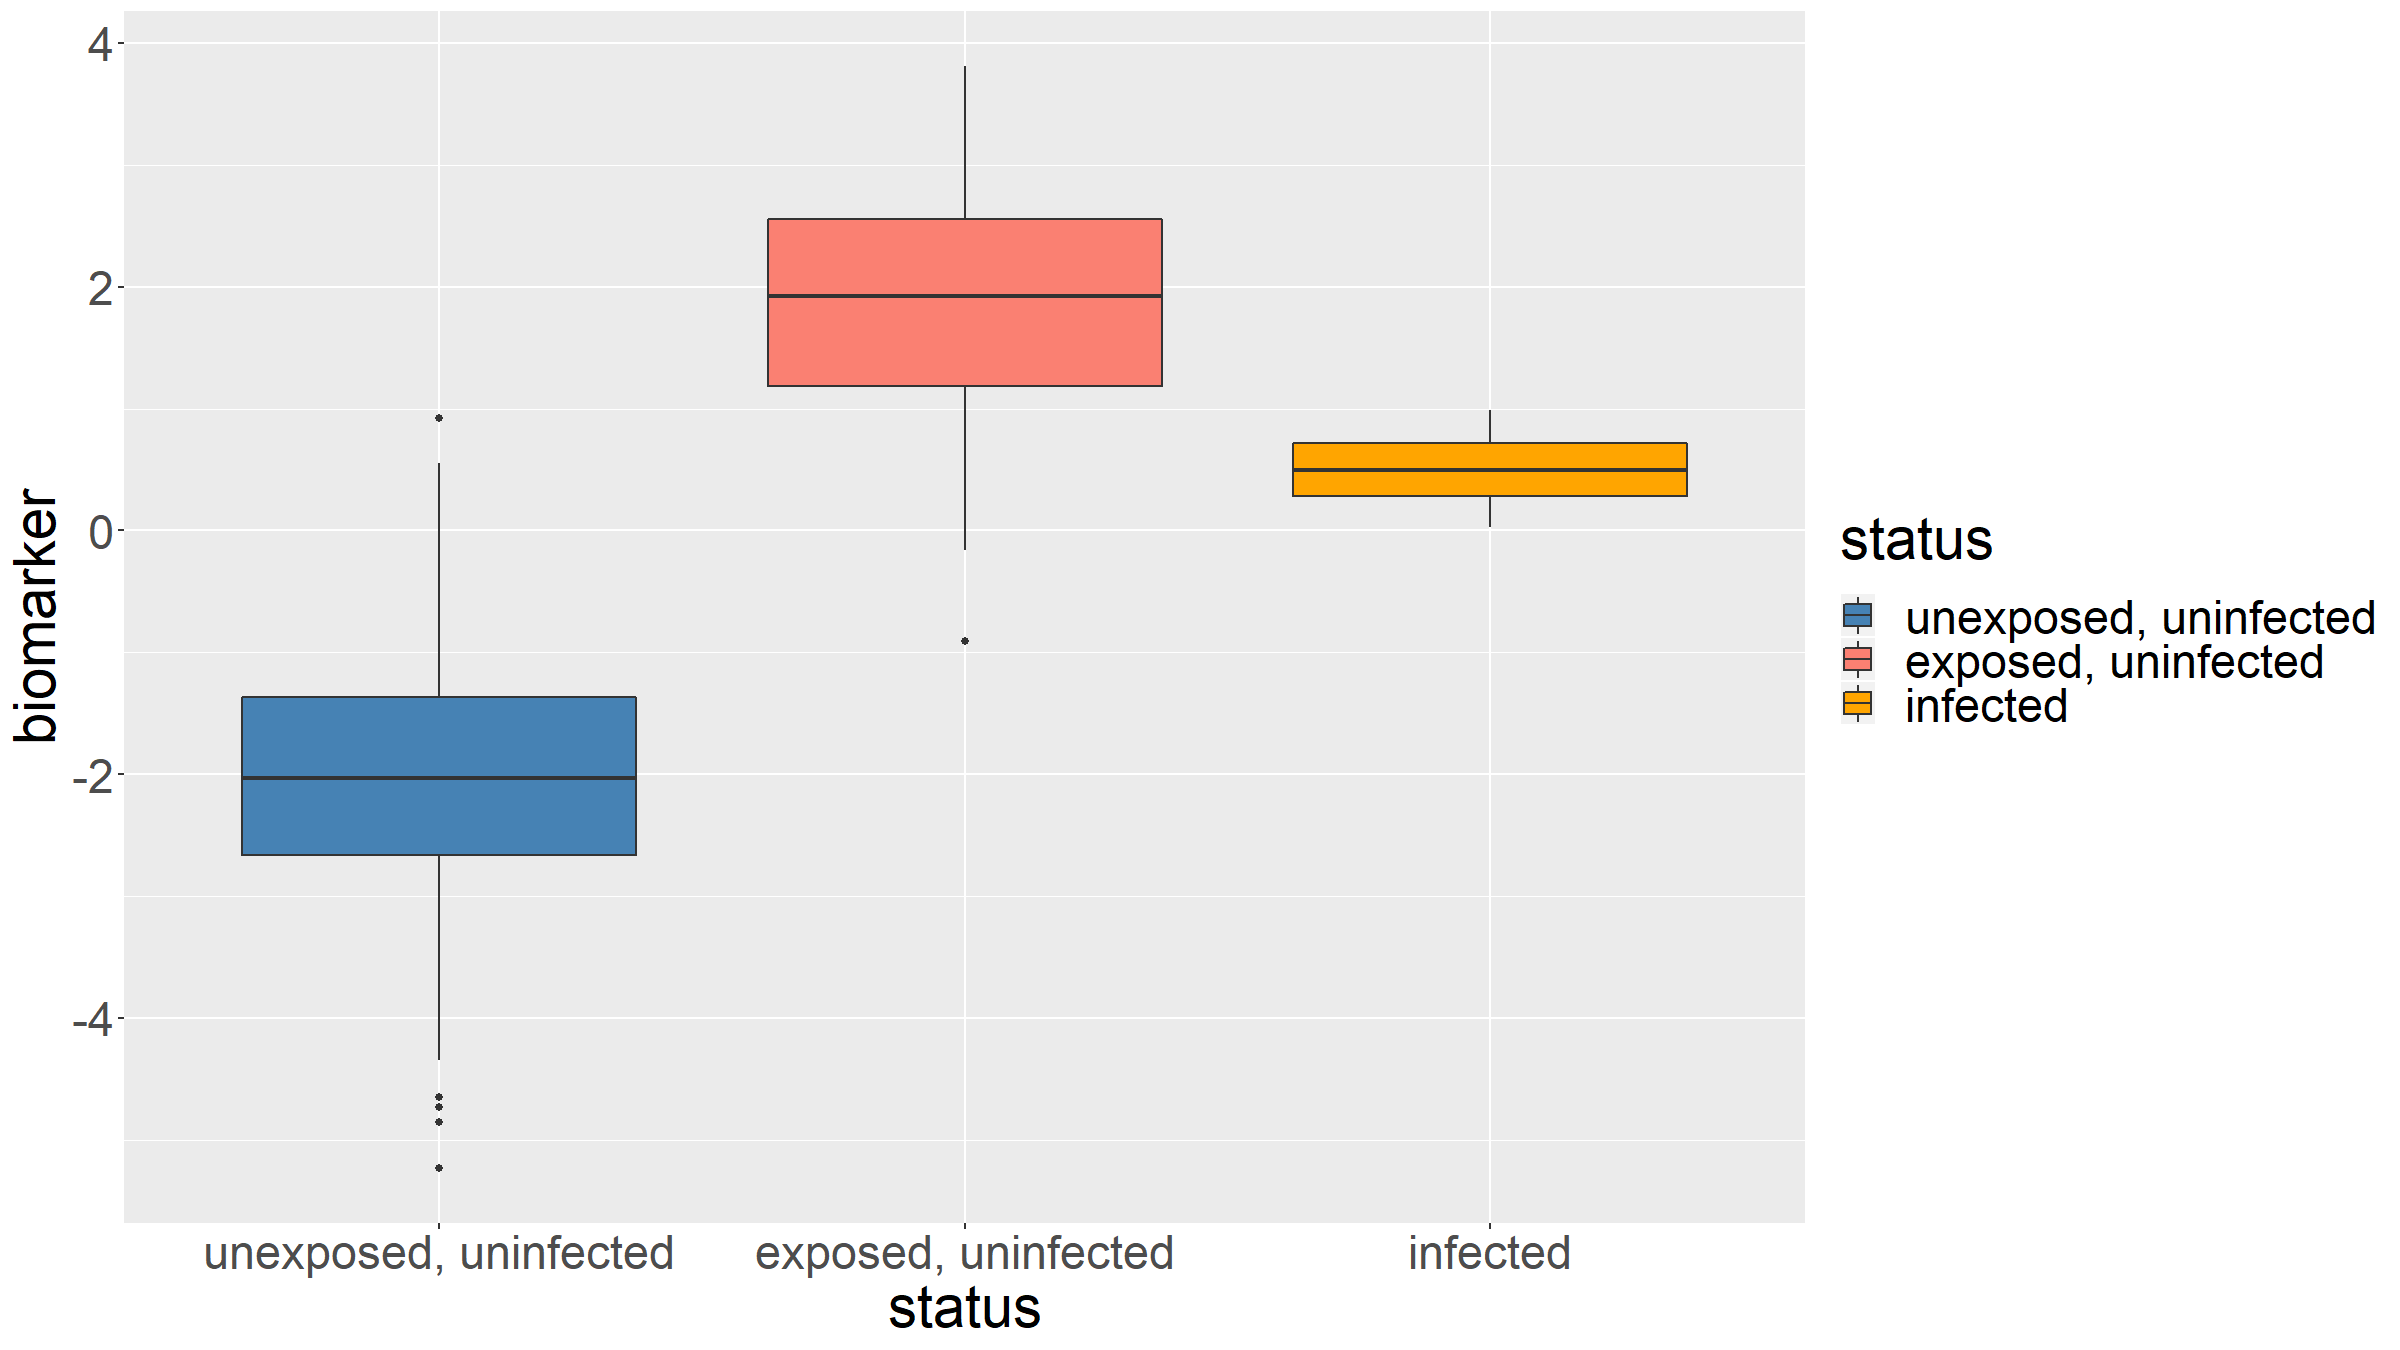 4
2
0
-2
-4
biomarker
unexposed, uninfected
exposed, uninfected
infected
status
status
unexposed, uninfected
exposed, uninfected
infected